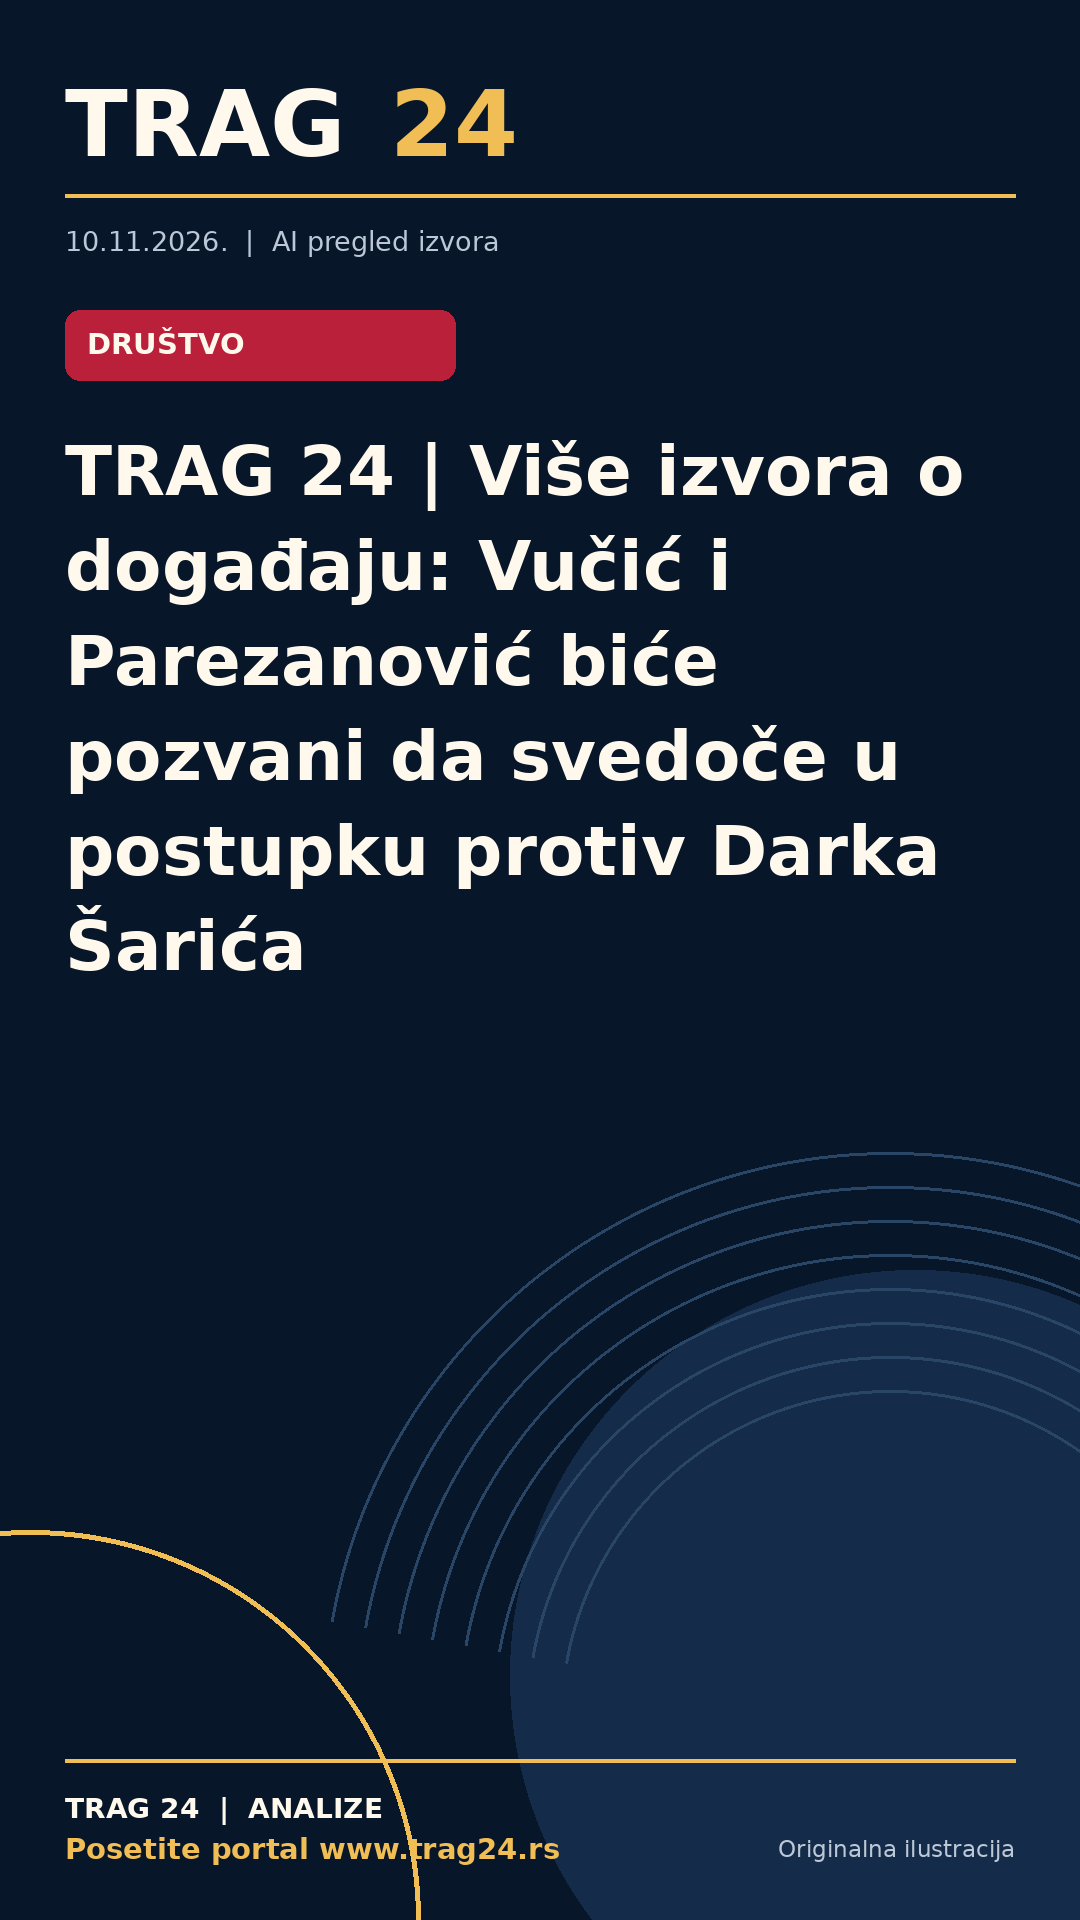 TRAG 24
10.11.2026. | AI pregled izvora
DRUŠTVO
TRAG 24 | Više izvora o
događaju: Vučić i
Parezanović biće
pozvani da svedoče u
postupku protiv Darka
Šarića
TRAG 24 | ANALIZE
Posetite portal www.trag24.rs
Originalna ilustracija